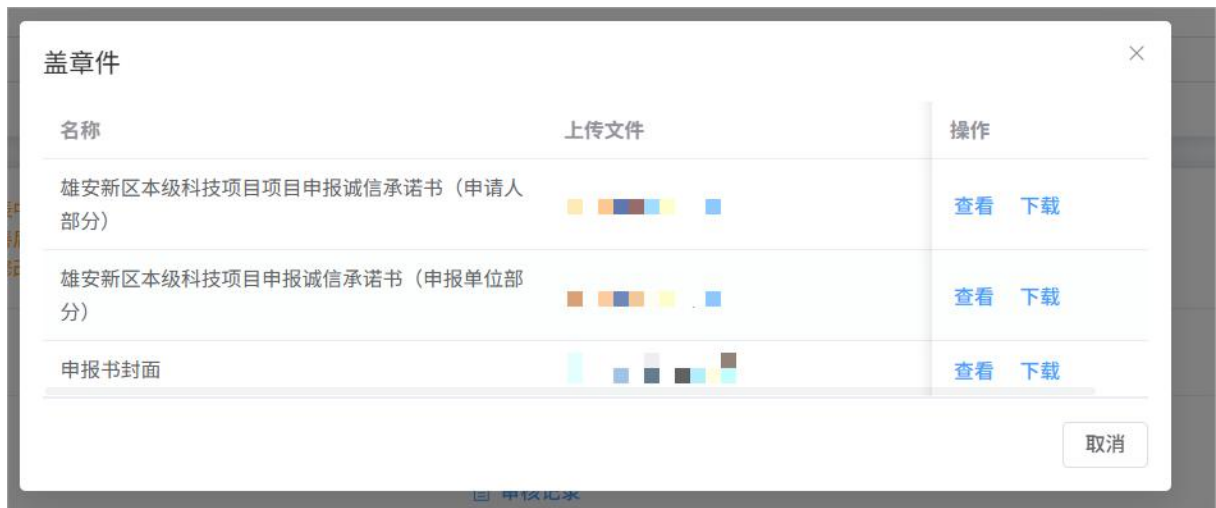 盖章件
名称 上传文件 操作
雄安新区本级科技项目项目申报诚信承诺书（申请人
部分）
查看 下载
雄安新区本级科技项目申报诚信承诺书（申报单位部
分）
查看 下载
申报书封面
查看 下载
取消
审核记录